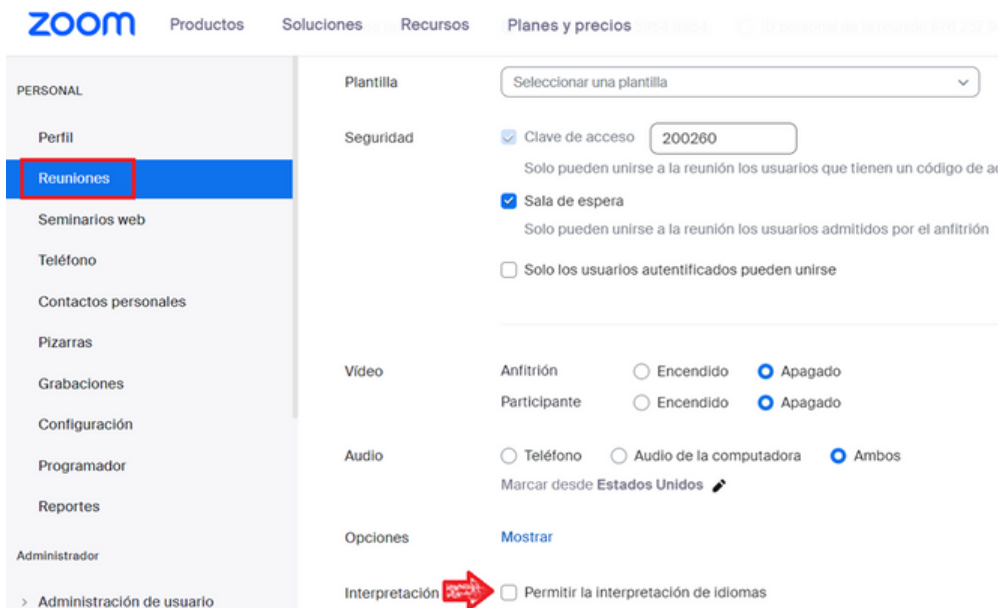 zoom Productos Soluciones Recursos Planes y precios
PERSONAL
Perfil
Reuniones
Seminarios web
Teléfono
Contactos personales
Pizarras
Grabaciones
Configuración
Programador
Reportes
Administrador
Administración de usuario
Plantilla Seleccionar una plantilla
Seguridad Clave de acceso 200260
Solo pueden unirse a la reunión los usuarios que tienen un código de
Sala de espera
Solo pueden unirse a la reunión los usuarios admitidos por el anfitrión
Solo los usuarios autentificados pueden unirse
Vídeo Anfitrión Encendido Apagado
Participante Encendido Apagado
Audio Teléfono Audio de la computadora Ambos
Marcar desde Estados Unidos
Opciones Mostrar
Interpretación Permitir la interpretación de idiomas